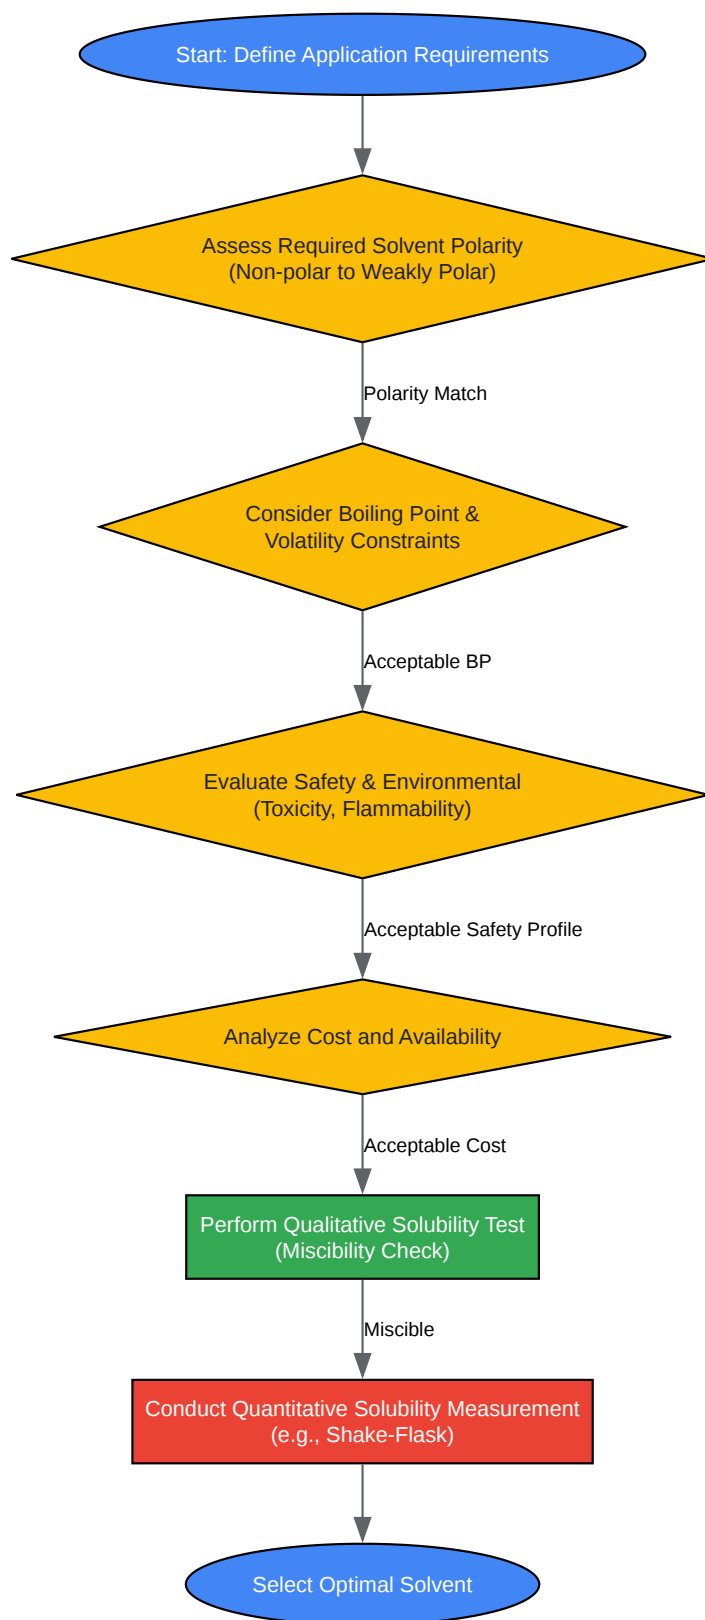 Start: Define Application Requirements
Assess Required Solvent Polarity
(Non-polar to Weakly Polar)
Polarity Match
Consider Boiling Point &
Volatility Constraints
Acceptable BP
Evaluate Safety & Environmental
(Toxicity, Flammability)
Acceptable Safety Profile
Analyze Cost and Availability
Acceptable Cost
Perform Qualitative Solubility Test
(Miscibility Check)
Miscible
Conduct Quantitative Solubility Measurement
(e.g., Shake-Flask)
Select Optimal Solvent